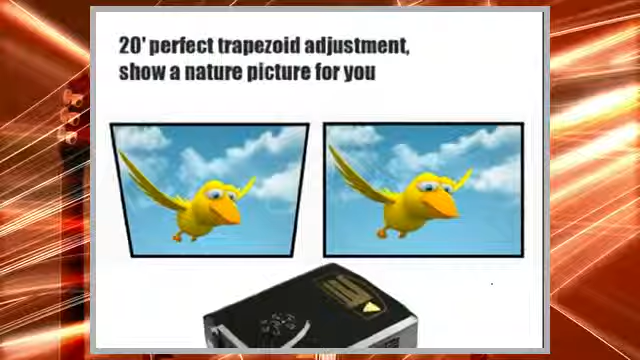 20' perfect trapezoid adjustment,
show a nature picture for you